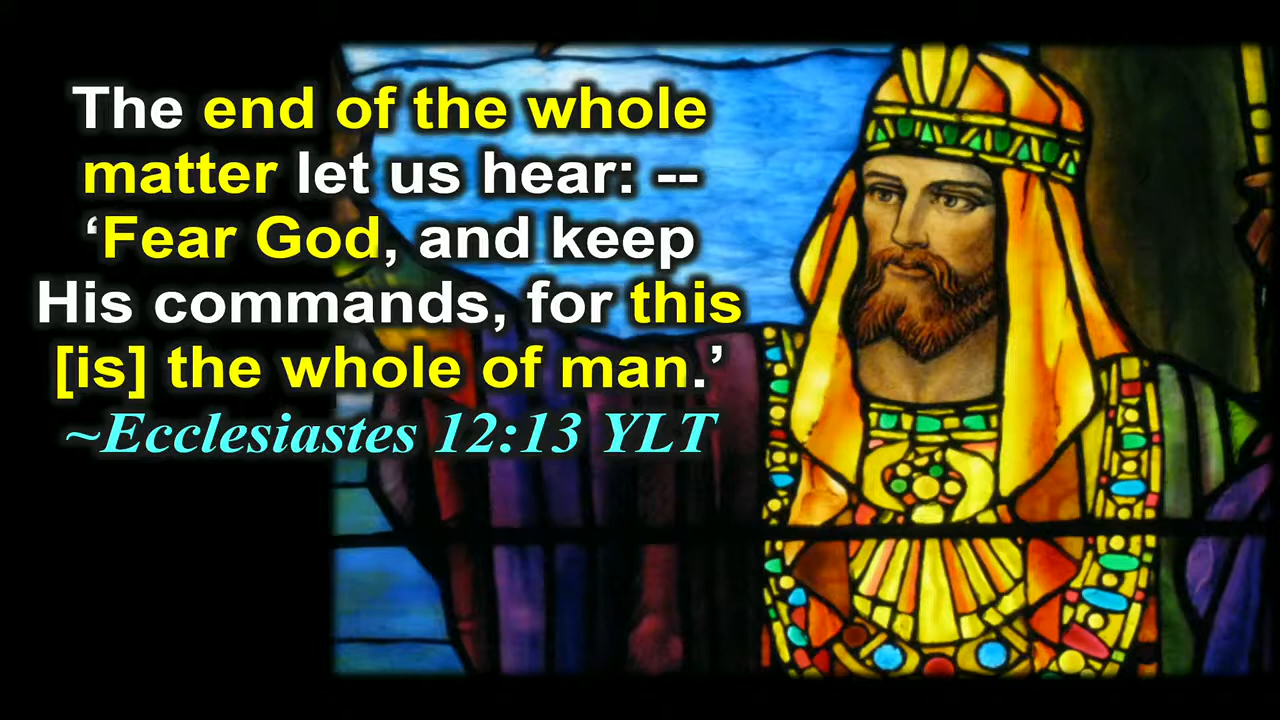 The end of the whole
matter let us hear: --
‘Fear God, and keep
His commands, for this
[is] the whole of man.’
~Ecclesiastes 12:13 YLT